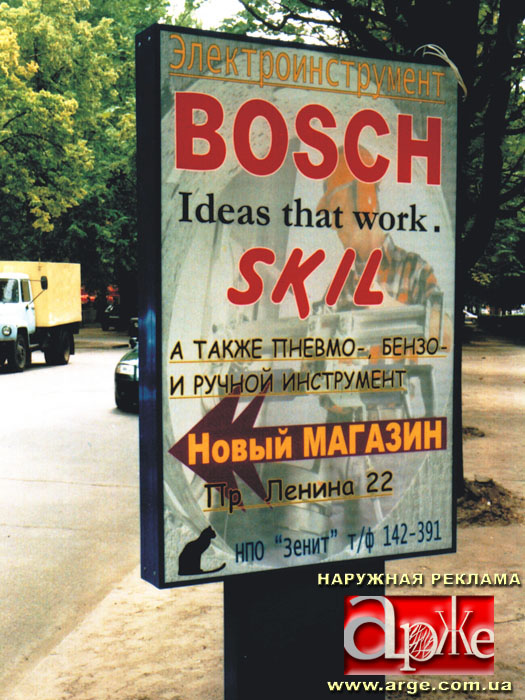 Электроинструмент
BOSCH
Ideas that work.
SKIL
А ТАКЖЕ ПНЕВМО-, БЕНЗО-
И РУЧНОЙ ИНСТРУМЕНТ
Новый МАГАЗИН
Пр. Ленина 22
НПО "Зенит" т/ф 142-391
НАРУЖНАЯ РЕКЛАМА
арже
www.arge.com.ua